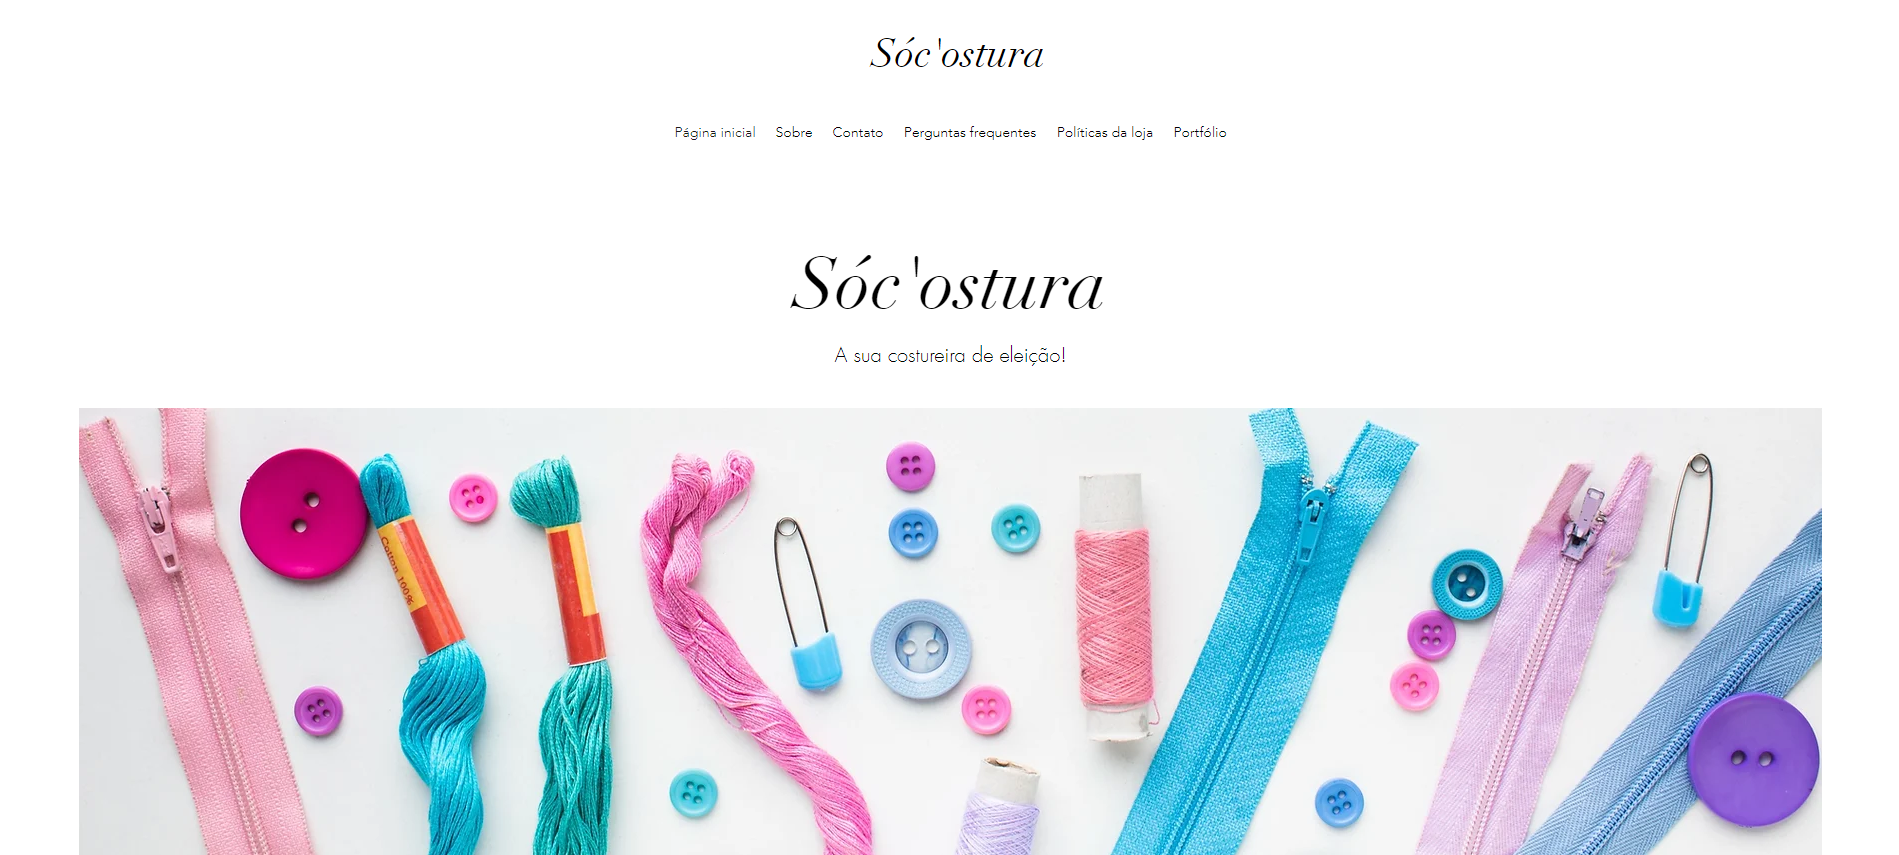 Sóc'ostura
Página inicial Sobre Contato Perguntas frequentes Políticas da loja Portfólio
Sóc'ostura
A sua costureira de eleição!
Cotton 100%